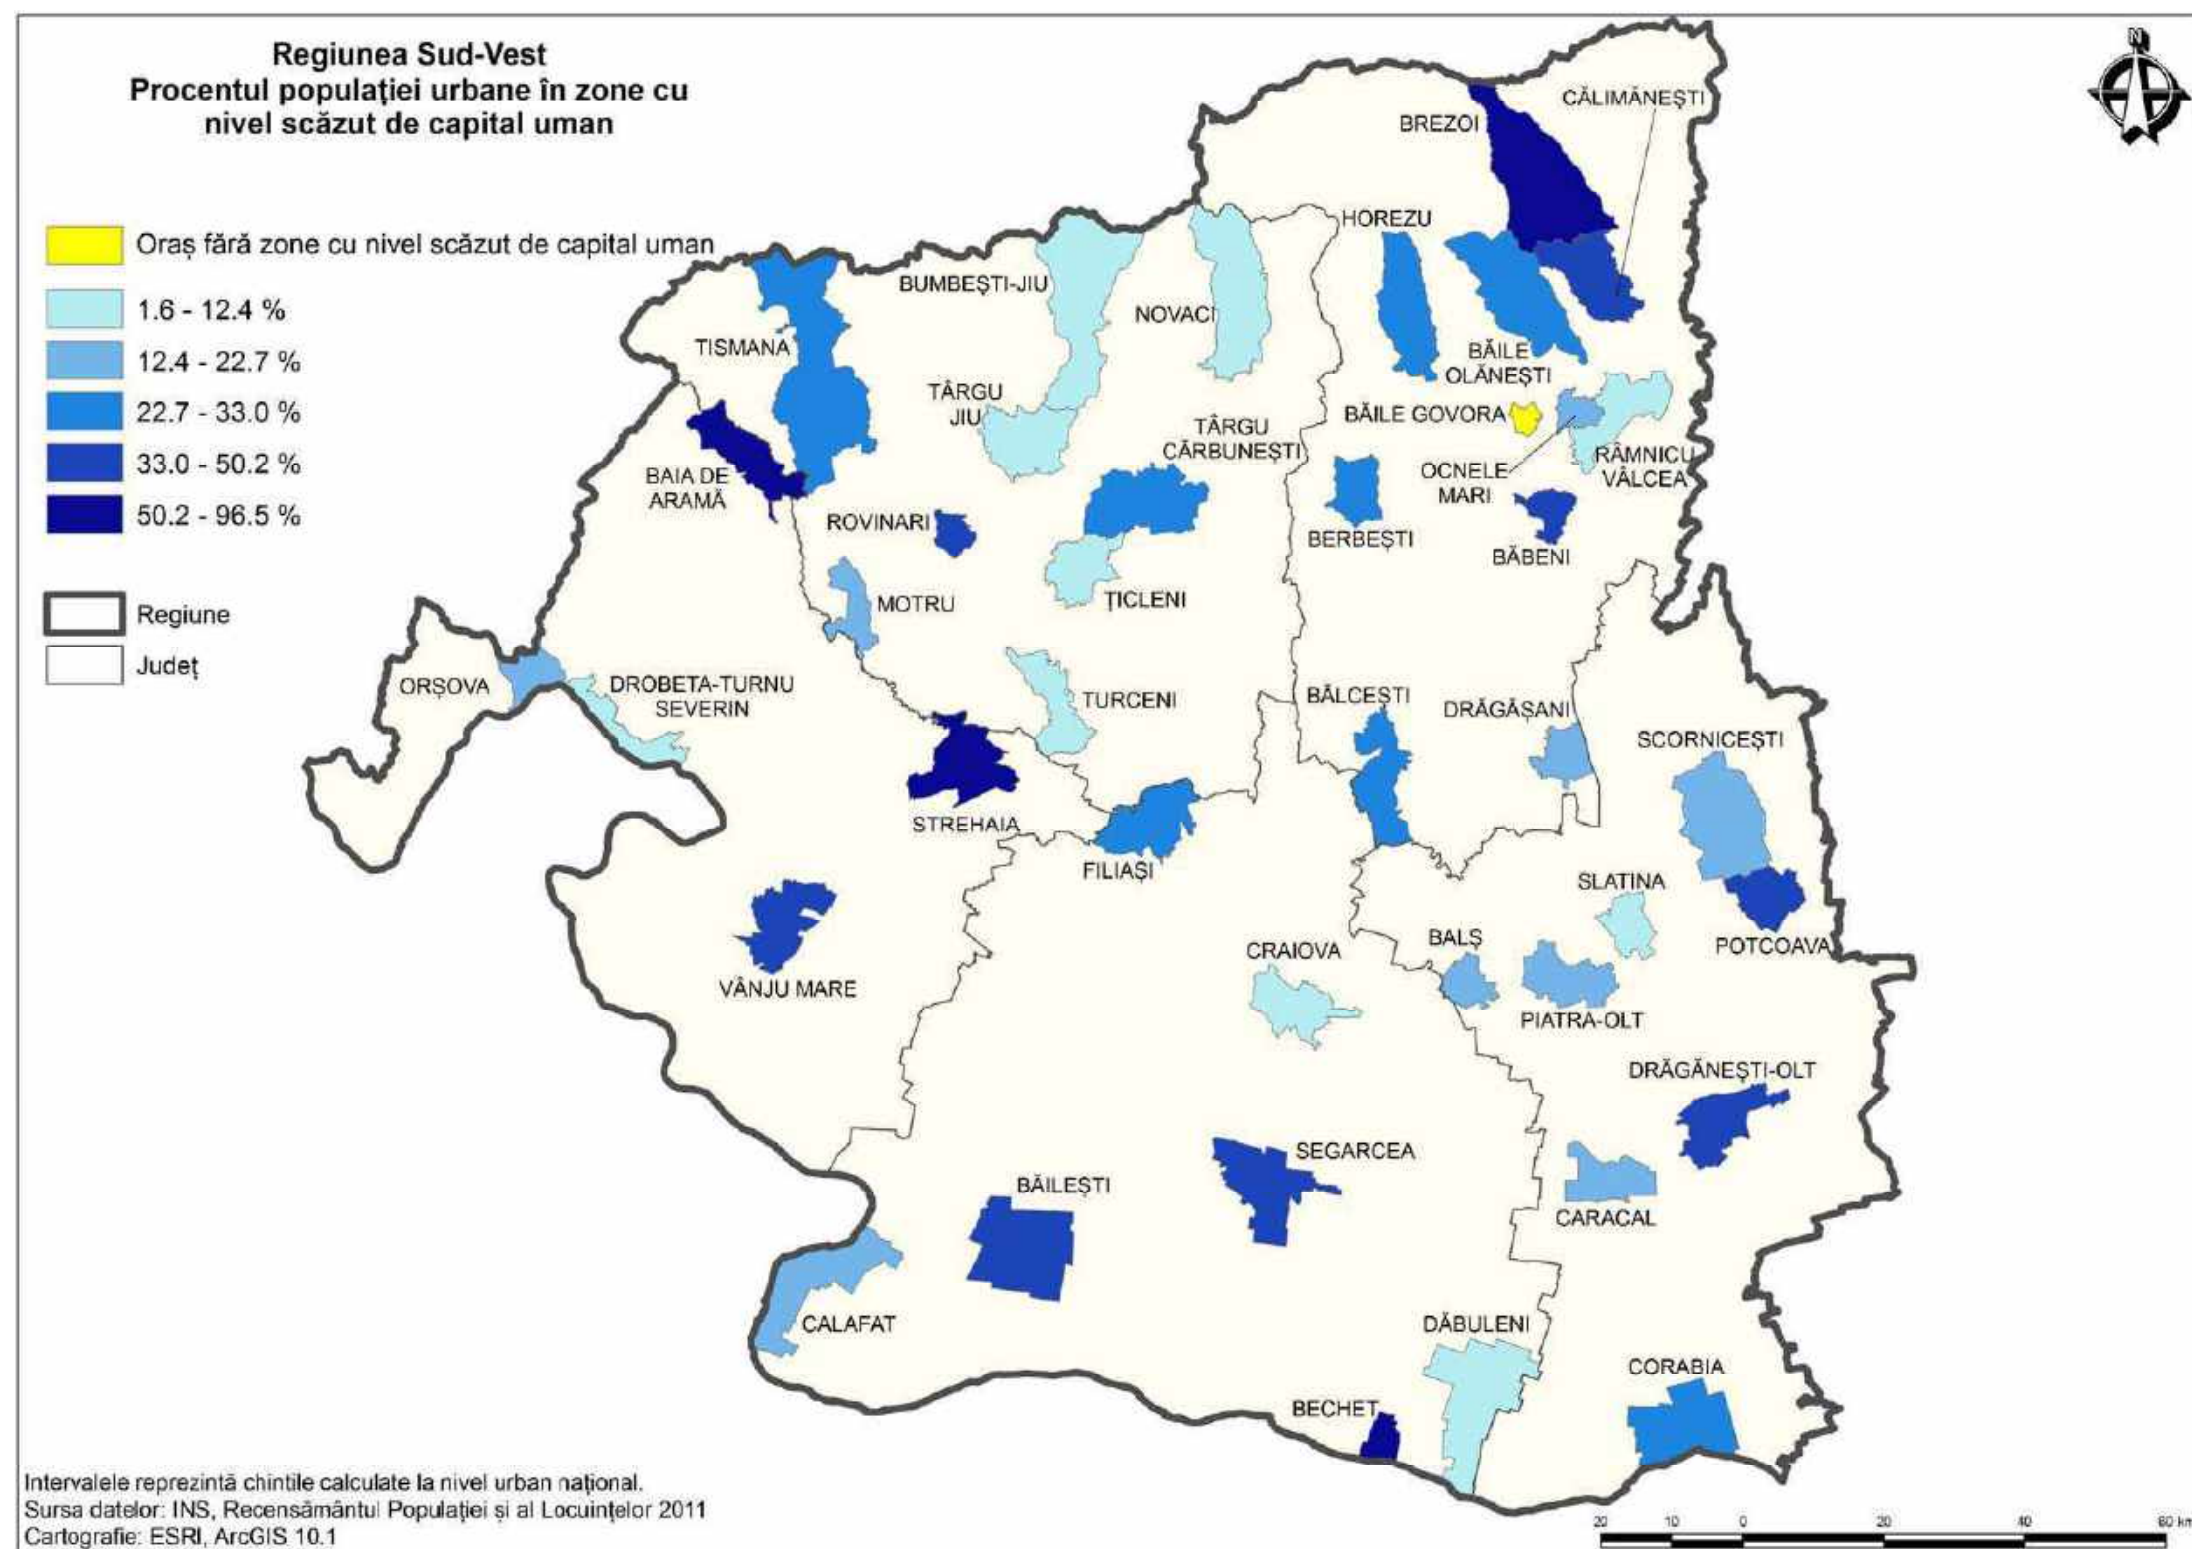 Regiunea Sud-Vest
Procentul populației urbane în zone cu
nivel scăzut de capital uman
N
Oraș fără zone cu nivel scăzut de capital uman
1.6 - 12.4 %
12.4 - 22.7 %
22.7 - 33.0 %
33.0 - 50.2 %
50.2 - 96.5 %
Regiune
Județ
CĂLIMĂNEȘTI
BREZOI
HOREZU
BUMBEȘTI-JIU
NOVACI
TISMANA
BĂILE
OLĂNEȘTI
TÂRGU
JIU
BĂILE GOVORA
TÂRGU
CĂRBUNEȘTI
RÂMNICU
VÂLCEA
OCNELE
MARI
BAIA DE
ARAMĂ
ROVINARI
BERBEȘTI
BĂBENI
MOTRU
ȚICLENI
ORȘOVA
DROBETA-TURNU
SEVERIN
TURCENI
BĂLCEȘTI
DRĂGĂȘANI
SCORNICEȘTI
STREHAIA
FILIAȘI
SLATINA
POTCOAVA
BALȘ
CRAIOVA
VÂNJU MARE
PIATRA-OLT
DRĂGĂNEȘTI-OLT
SEGARCEA
BĂILEȘTI
CARACAL
CALAFAT
DĂBULENI
CORABIA
BECHET
Intervalele reprezintă chintile calculate la nivel urban național.
Sursa datelor: INS, Recensământul Populației și al Locuințelor 2011
Cartografie: ESRI, ArcGIS 10.1
20 10 0 20 40 60 km